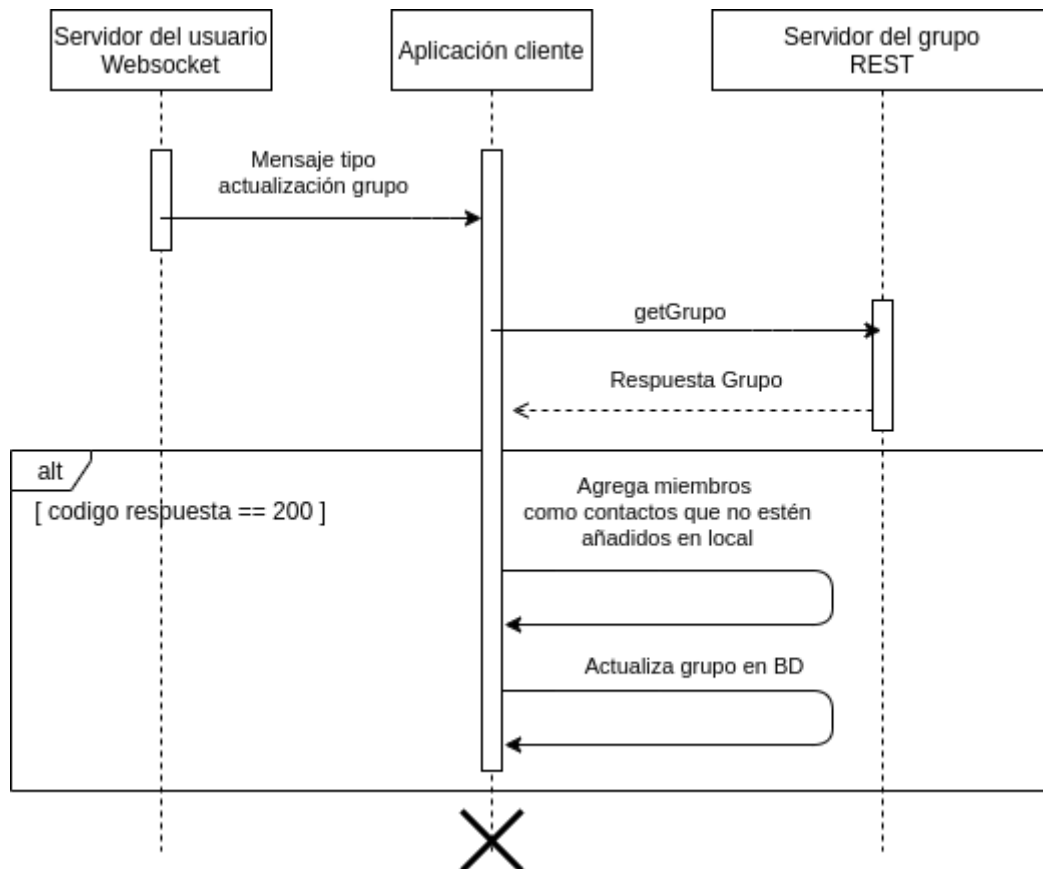 Servidor del usuario
Websocket
Aplicación cliente
Servidor del grupo
REST
Mensaje tipo
actualización grupo
getGrupo
Respuesta Grupo
alt
[ codigo respuesta == 200 ]
Agrega miembros
como contactos que no estén
añadidos en local
Actualiza grupo en BD